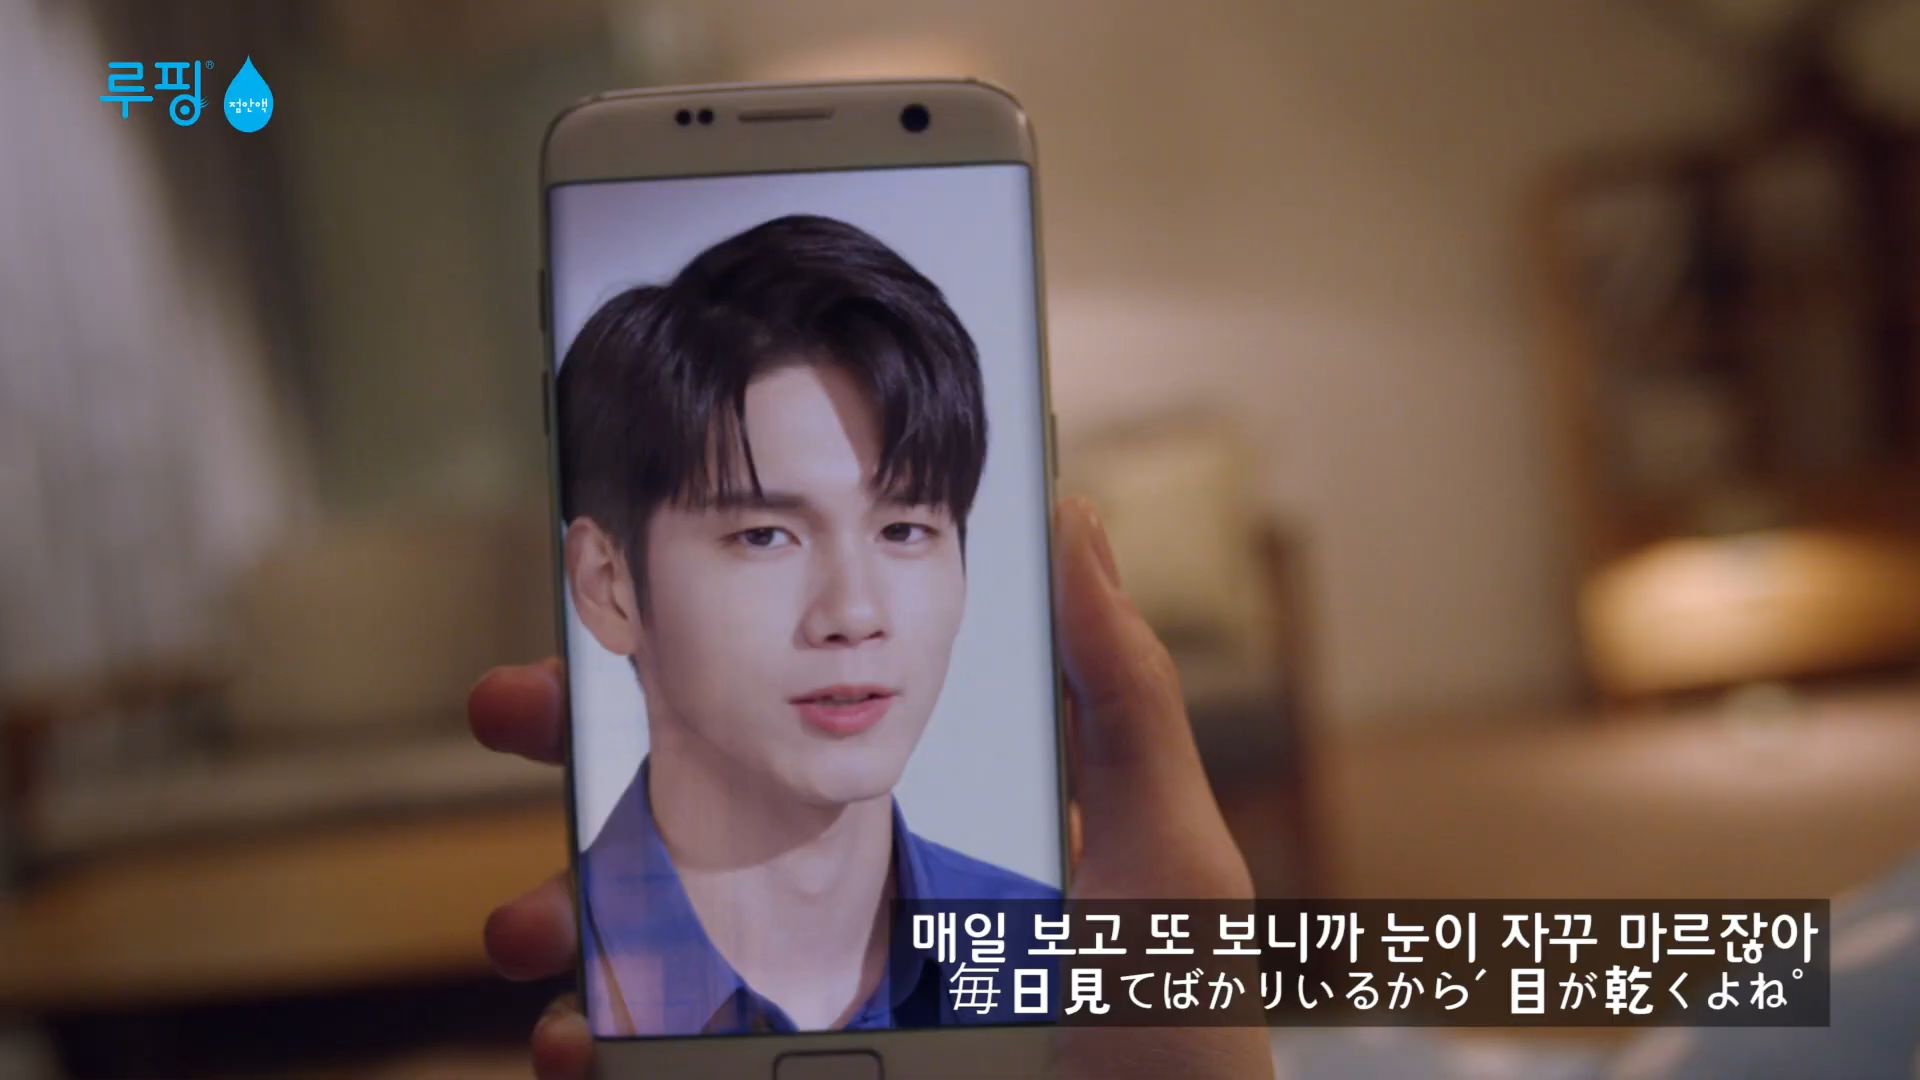 루핑®
점안액
매일 보고 또 보니까 눈이 자꾸 마르잖아
毎日見てばかりいるから、目が乾くよね。